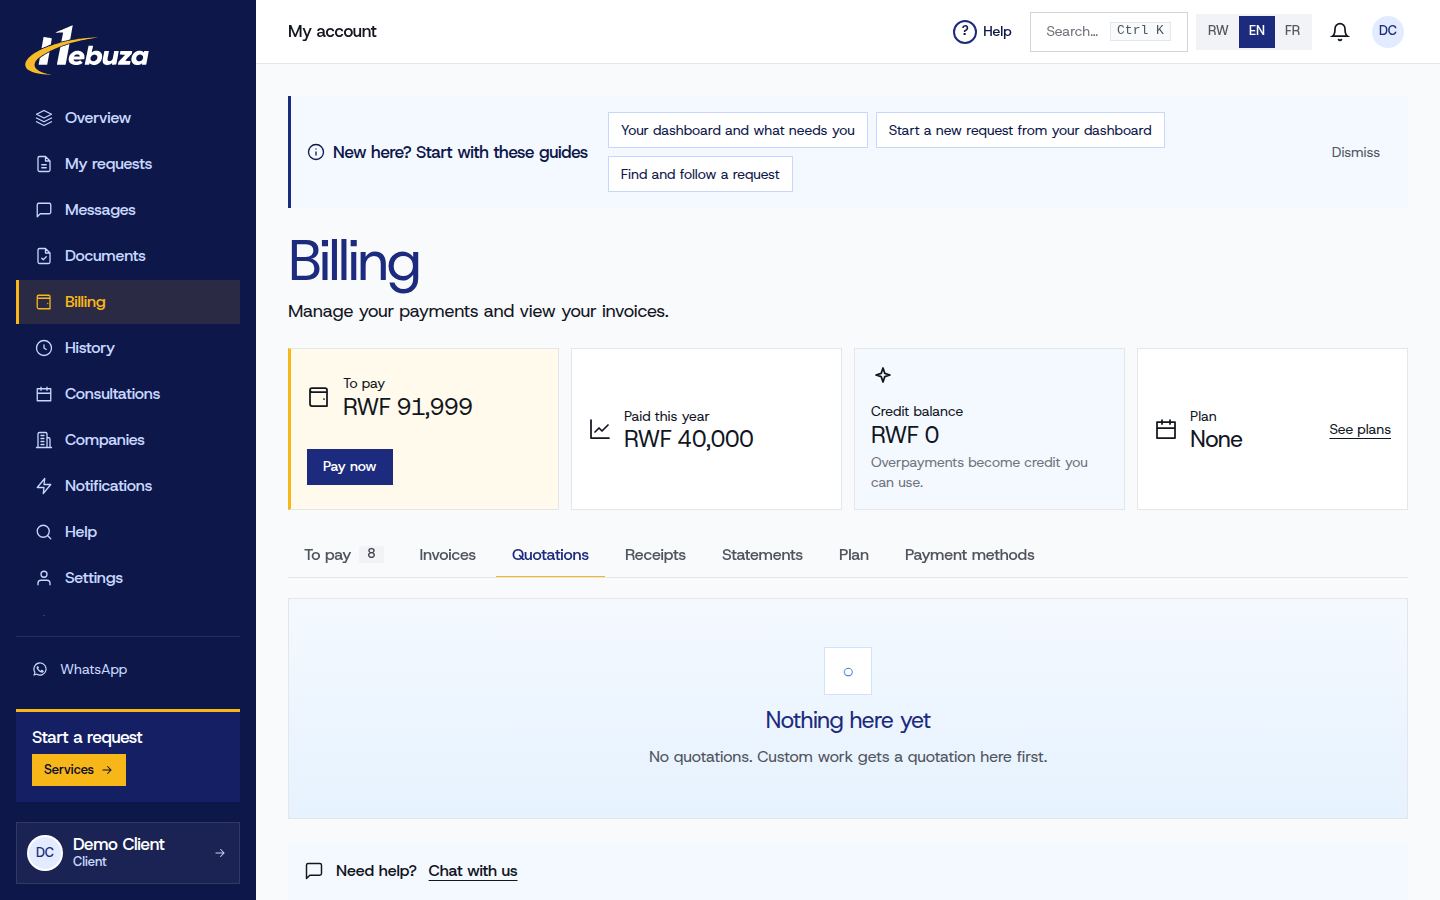 Hebuza
My account
Help
Search...
Ctrl K
RW
EN
FR
DC
Overview
My requests
Messages
Documents
Billing
History
Consultations
Companies
Notifications
Help
Settings
WhatsApp
Start a request
Services →
DC
Demo Client
Client
→
New here? Start with these guides
Your dashboard and what needs you
Start a new request from your dashboard
Find and follow a request
Dismiss
Billing
Manage your payments and view your invoices.
To pay
RWF 91,999
Pay now
Paid this year
RWF 40,000
Credit balance
RWF 0
Overpayments become credit you
can use.
Plan
None
See plans
To pay 8
Invoices
Quotations
Receipts
Statements
Plan
Payment methods
Nothing here yet
No quotations. Custom work gets a quotation here first.
Need help? Chat with us